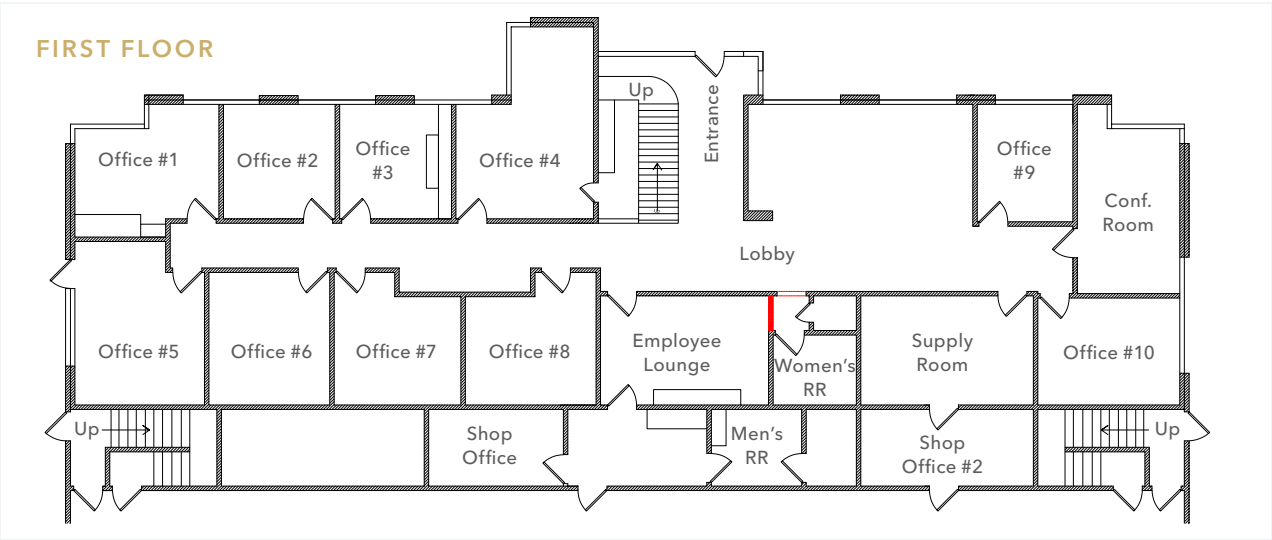 FIRST FLOOR
Up
Entrance
Office #1
Office #2
Office
#3
Office #4
Office
#9
Conf.
Room
Lobby
Office #5
Office #6
Office #7
Office #8
Employee
Lounge
Women's
RR
Supply
Room
Office #10
Up
Shop
Office
Men's
RR
Shop
Office #2
Up